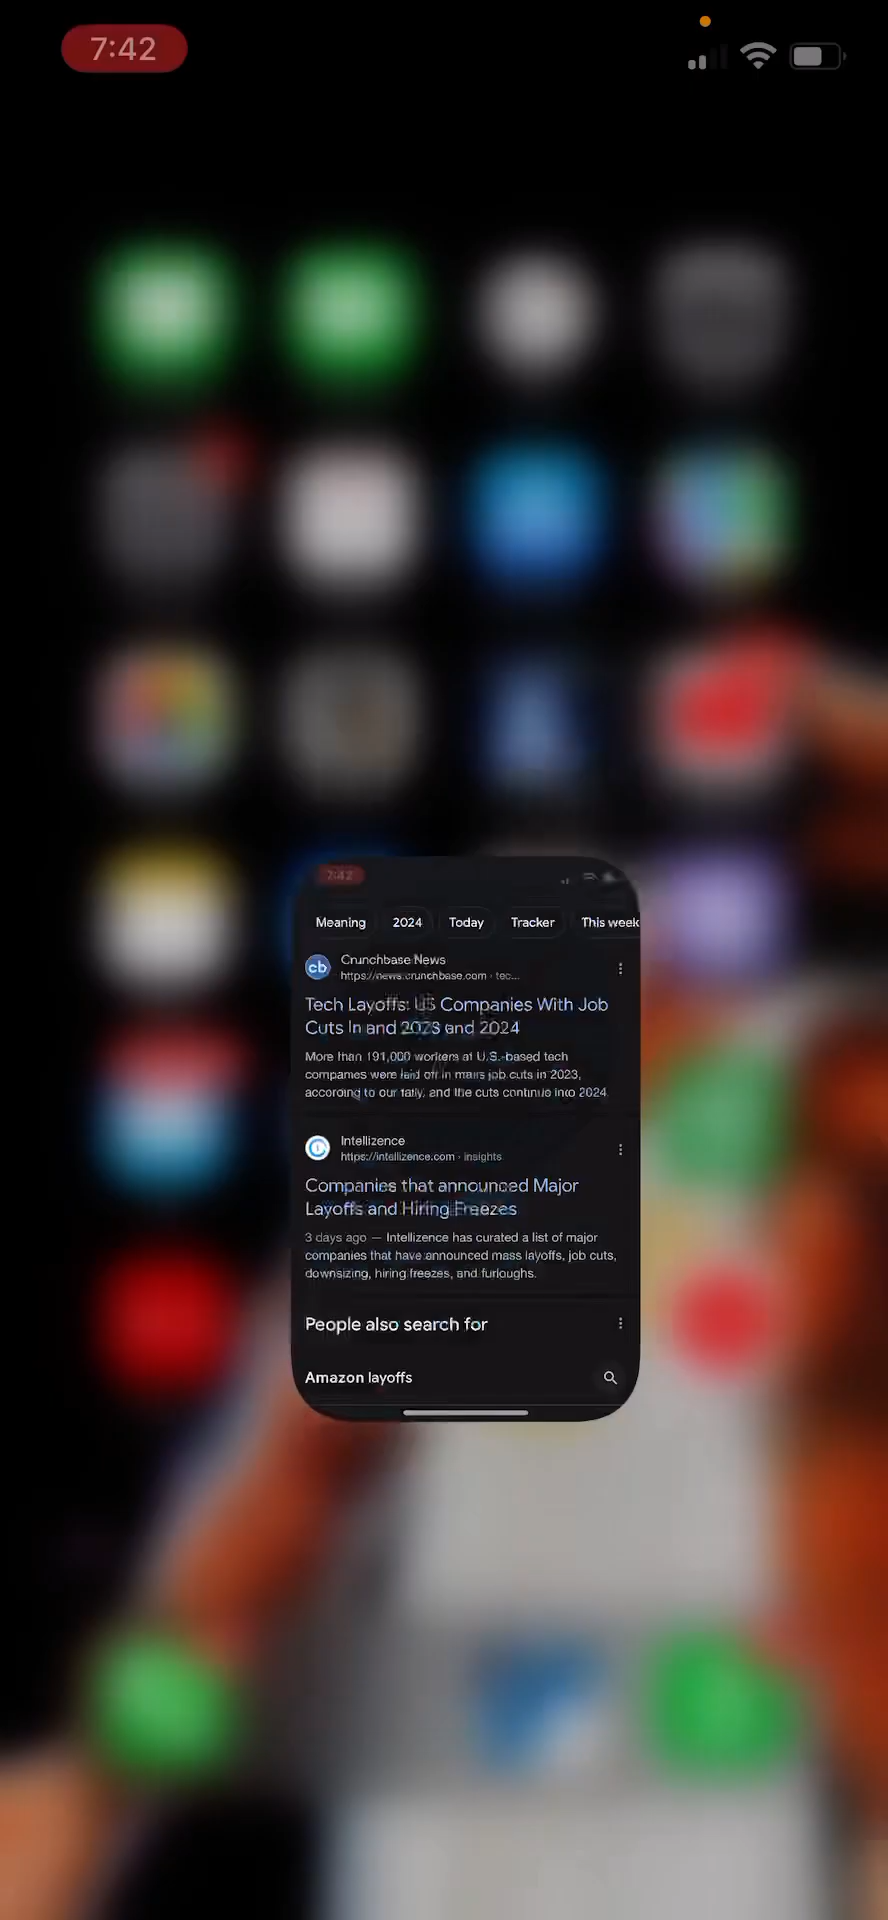 7:42
7:42
Meaning 2024 Today Tracker This week
cb Crunchbase News
https://news.crunchbase.com · tec...
Tech Layoffs: US Companies With Job
Cuts In and 2023 and 2024
More than 191,000 workers at U.S.-based tech
companies were laid off in mass job cuts in 2023,
according to our tally, and the cuts continue into 2024
Intellizence
https://intellizence.com · insights
Companies that announced Major
Layoffs and Hiring Freezes
3 days ago — Intellizence has curated a list of major
companies that have announced mass layoffs, job cuts,
downsizing, hiring freezes, and furloughs.
People also search for
Amazon layoffs